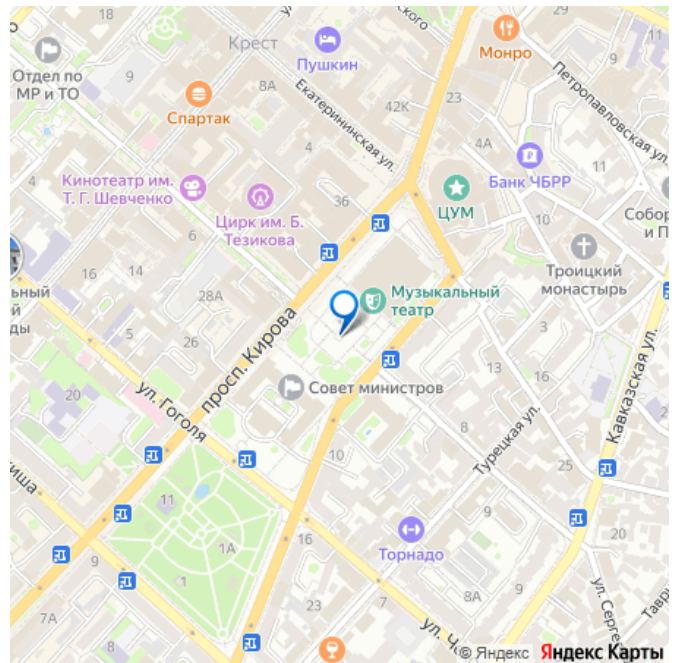 18
9
Отдел по
МР и ТО
Крест
8А
Пушкин
Спартак
Екатерининская ул.
4
42К
23
Монро
Петропавловская ул.
4А
11
Банк ЧБРР
ЦУМ
10
Кинотеатр им.
Т. Г. Шевченко
Цирк им. Б.
Тезикова
36
Троицкий
монастырь
16
14
28А
Музыкальный
театр
просп. Кирова
26
20
ул. Гоголя
Совет министров
3
5
13
16
8
Турецкая ул.
Кавказская ул.
25
10
11
1А
1
16
9
20
Торнадо
7А
23
7
8А
9
ул. Серге
Тавр
© Яндекс Яндекс Карты